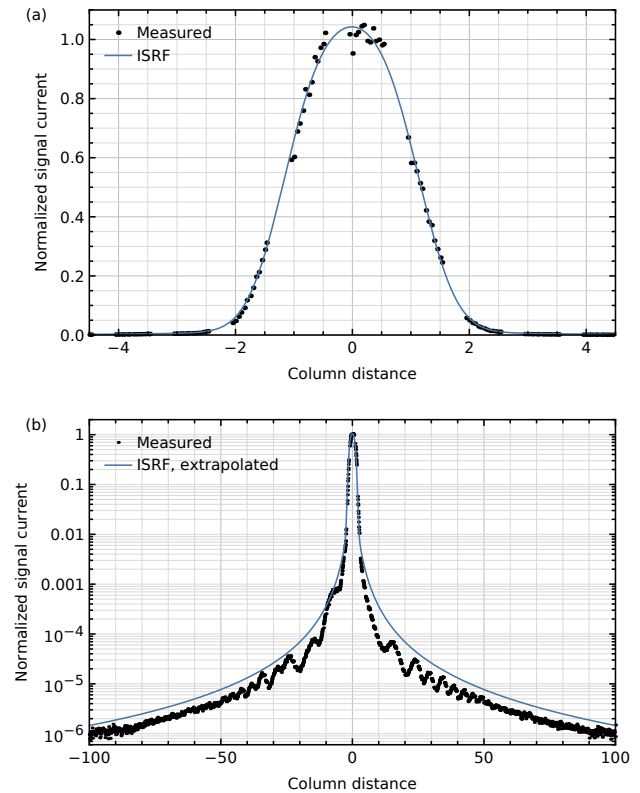 (a)
Measured
ISRF
Normalized signal current
1.0
0.8
0.6
0.4
0.2
0.0
−4
−2
0
2
4
Column distance
(b)
Measured
ISRF, extrapolated
Normalized signal current
1
0.1
0.01
0.001
10⁻⁴
10⁻⁵
10⁻⁶
−100
−50
0
50
100
Column distance